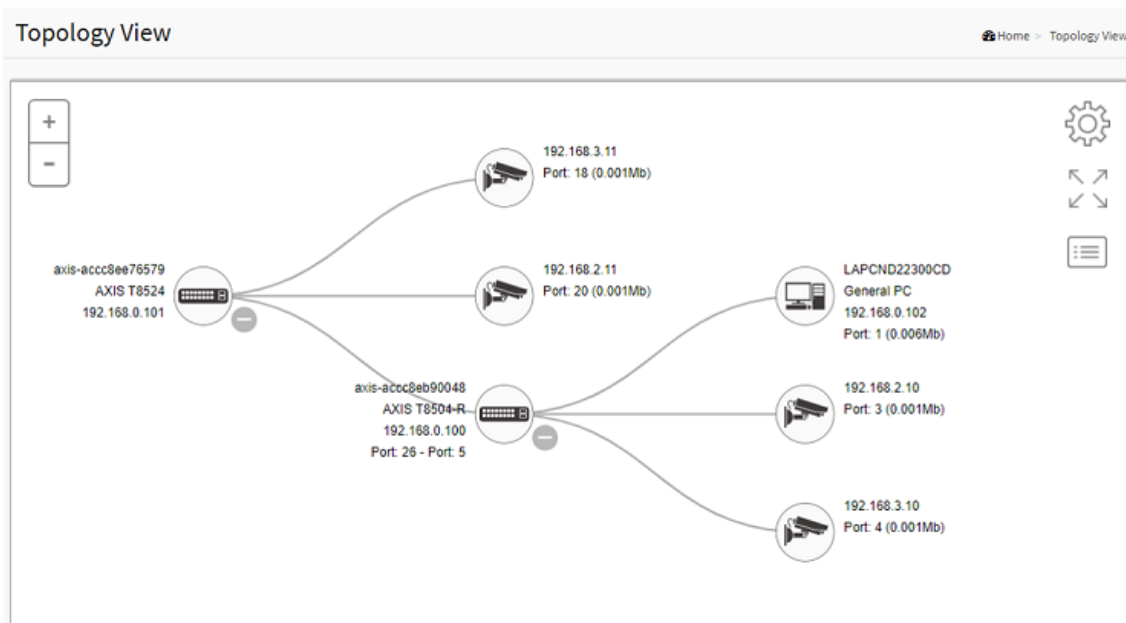 Topology View
Home > Topology View
+
−
192.168.3.11
Port: 18 (0.001Mb)
axis-accc8ee76579
AXIS T8524
192.168.0.101
192.168.2.11
Port: 20 (0.001Mb)
LAPCND22300CD
General PC
192.168.0.102
Port: 1 (0.006Mb)
axis-accc8eb90048
AXIS T8504-R
192.168.0.100
Port: 26 - Port: 5
192.168.2.10
Port: 3 (0.001Mb)
192.168.3.10
Port: 4 (0.001Mb)